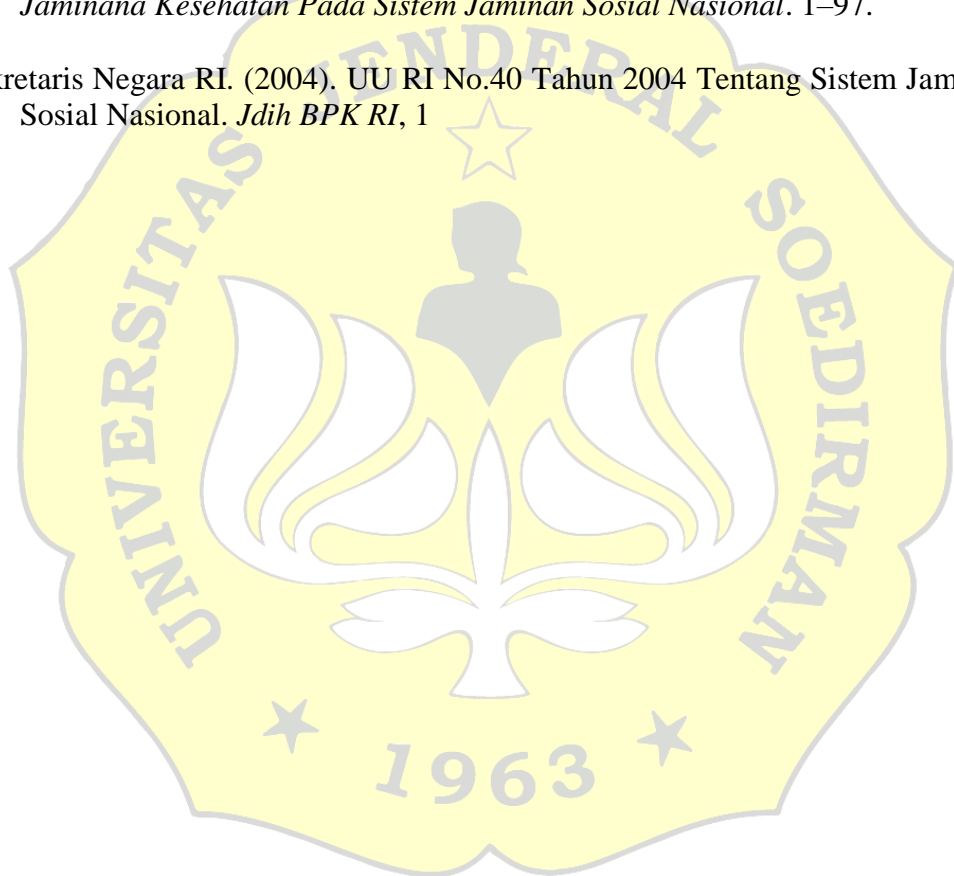 Jaminana Kesehatan Pada Sistem Jaminan Sosial Nasional. 1–97.
kretaris Negara RI. (2004). UU RI No.40 Tahun 2004 Tentang Sistem Jam
Sosial Nasional. Jdih BPK RI, 1
UNIVERSITAS JENDERAL SOEDIRMAN
1963